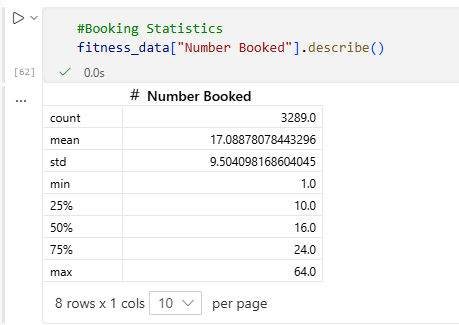 #Booking Statistics
fitness_data["Number Booked"].describe()
[62] 0.0s
# Number Booked
count 3289.0
mean 17.08878078443296
std 9.504098168604045
min 1.0
25% 10.0
50% 16.0
75% 24.0
max 64.0
8 rows x 1 cols 10 per page